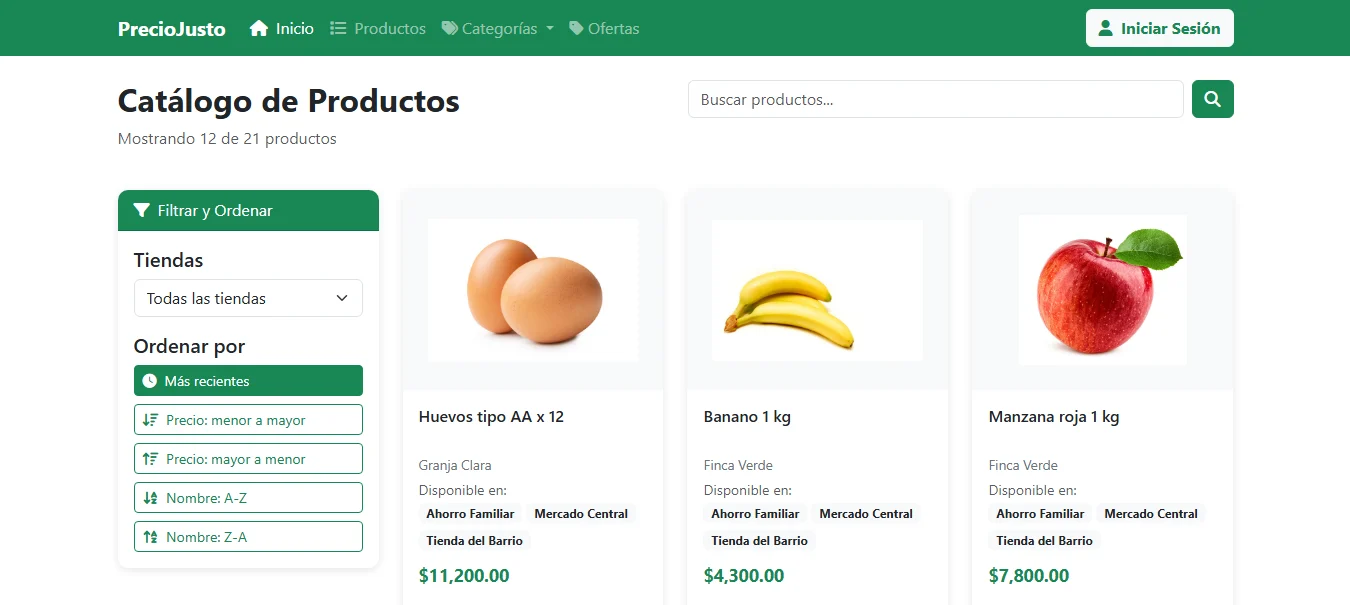 PrecioJusto Inicio Productos Categorías Ofertas Iniciar Sesión
Catálogo de Productos
Buscar productos...
Mostrando 12 de 21 productos
Filtrar y Ordenar
Tiendas
Todas las tiendas
Ordenar por
Más recientes
Precio: menor a mayor
Precio: mayor a menor
Nombre: A-Z
Nombre: Z-A
Huevos tipo AA x 12
Granja Clara
Disponible en:
Ahorro Familiar Mercado Central
Tienda del Barrio
$11,200.00
Banano 1 kg
Finca Verde
Disponible en:
Ahorro Familiar Mercado Central
Tienda del Barrio
$4,300.00
Manzana roja 1 kg
Finca Verde
Disponible en:
Ahorro Familiar Mercado Central
Tienda del Barrio
$7,800.00